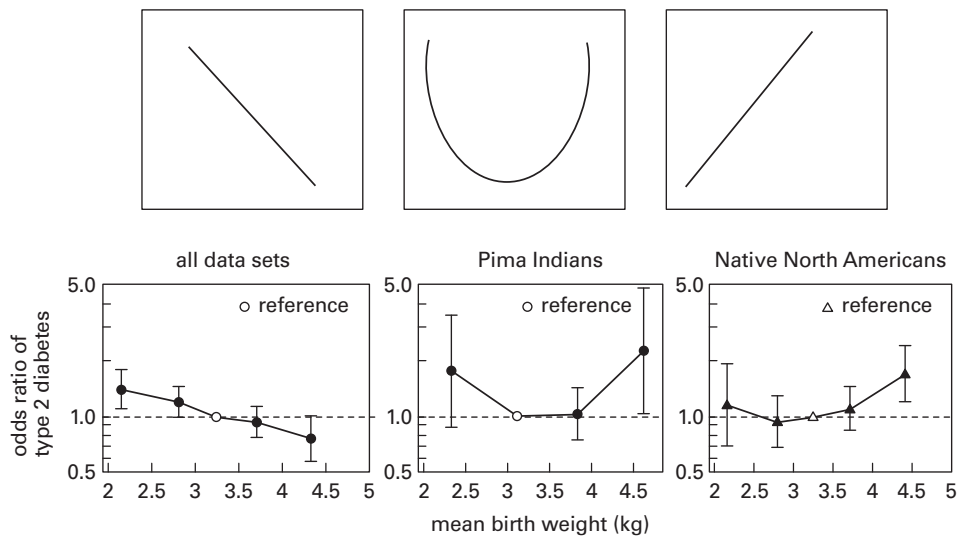 all data sets
Pima Indians
Native North Americans
odds ratio of
type 2 diabetes
5.0
1.0
0.5
reference
2 2.5 3 3.5 4 4.5 5
5.0
1.0
0.5
reference
2 2.5 3 3.5 4 4.5
5.0
1.0
0.5
reference
2 2.5 3 3.5 4 4.5 5
mean birth weight (kg)